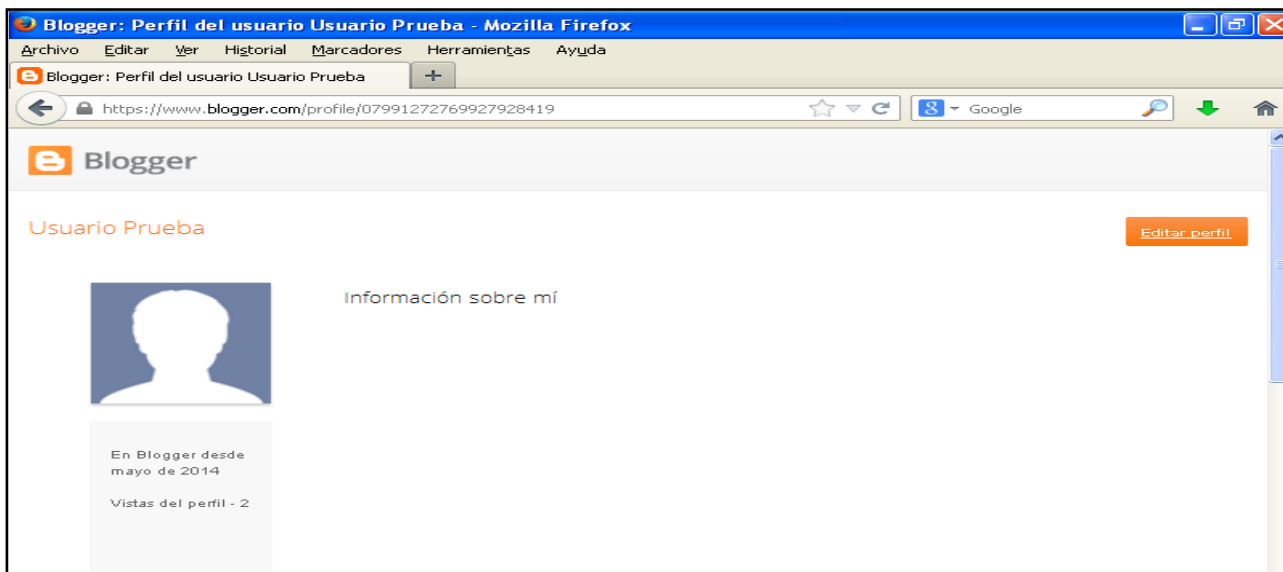 Blogger: Perfil del usuario Usuario Prueba - Mozilla Firefox
Archivo Editar Ver Historial Marcadores Herramientas Ayuda
Blogger: Perfil del usuario Usuario Prueba
https://www.blogger.com/profile/07991272769927928419
Google
Blogger
Usuario Prueba
Editar perfil
Información sobre mí
En Blogger desde
mayo de 2014
Vistas del perfil - 2